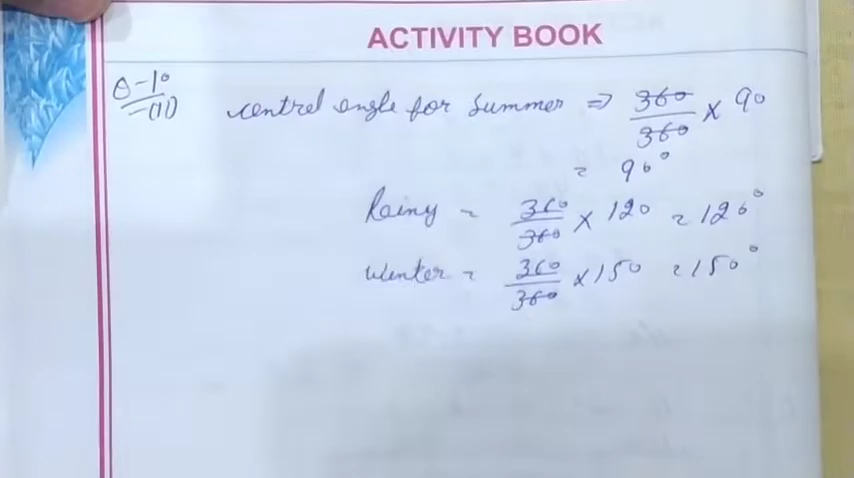 ACTIVITY BOOK
Q-1°
-(11) central angle for Summer ⇒ 360/360 × 90
= 90°
Rainy = 360/360 × 120 = 120°
Winter = 360/360 × 150 = 150°